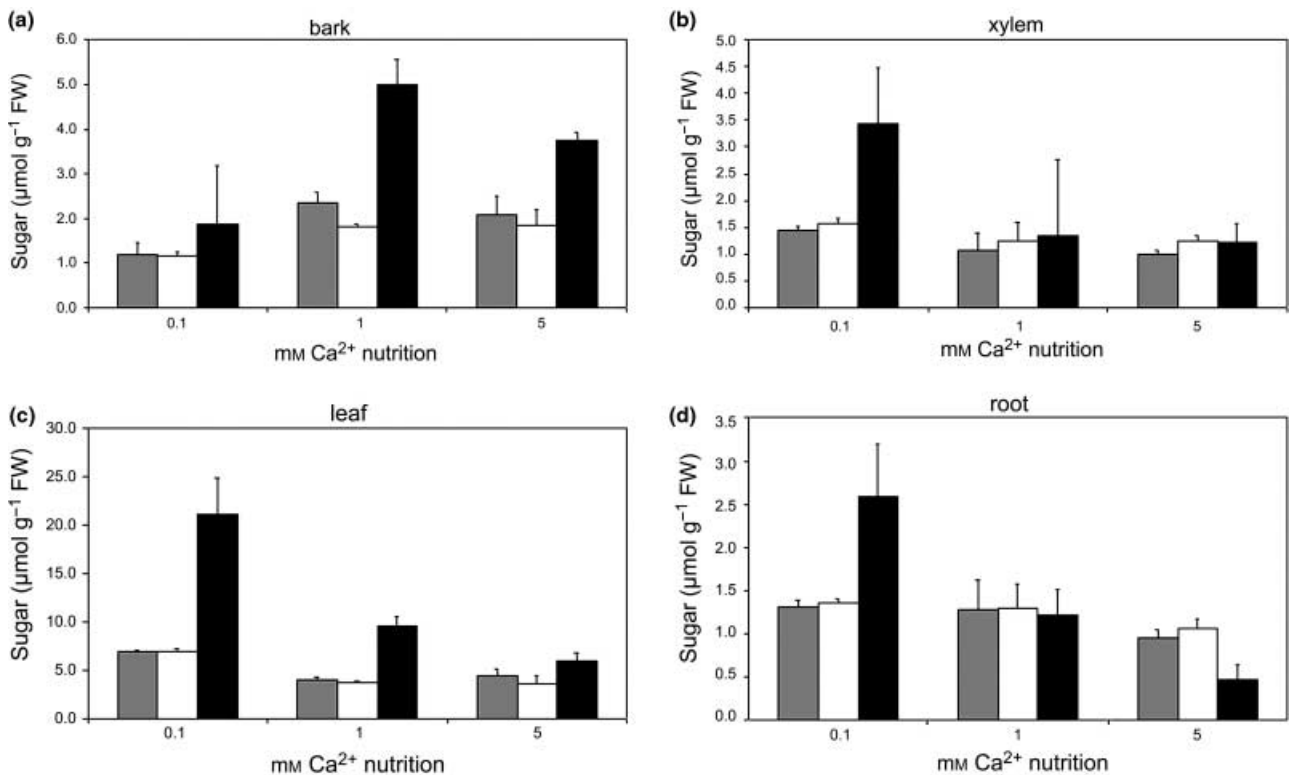 (a)
bark
6.0
5.0
4.0
3.0
2.0
1.0
0.0
Sugar (µmol g⁻¹ FW)
0.1 1 5
mM Ca²⁺ nutrition
(b)
xylem
5.0
4.5
4.0
3.5
3.0
2.5
2.0
1.5
1.0
0.5
0.0
Sugar (µmol g⁻¹ FW)
0.1 1 5
mM Ca²⁺ nutrition
(c)
leaf
30.0
25.0
20.0
15.0
10.0
5.0
0.0
Sugar (µmol g⁻¹ FW)
0.1 1 5
mM Ca²⁺ nutrition
(d)
root
3.5
3.0
2.5
2.0
1.5
1.0
0.5
0.0
Sugar (µmol g⁻¹ FW)
0.1 1 5
mM Ca²⁺ nutrition